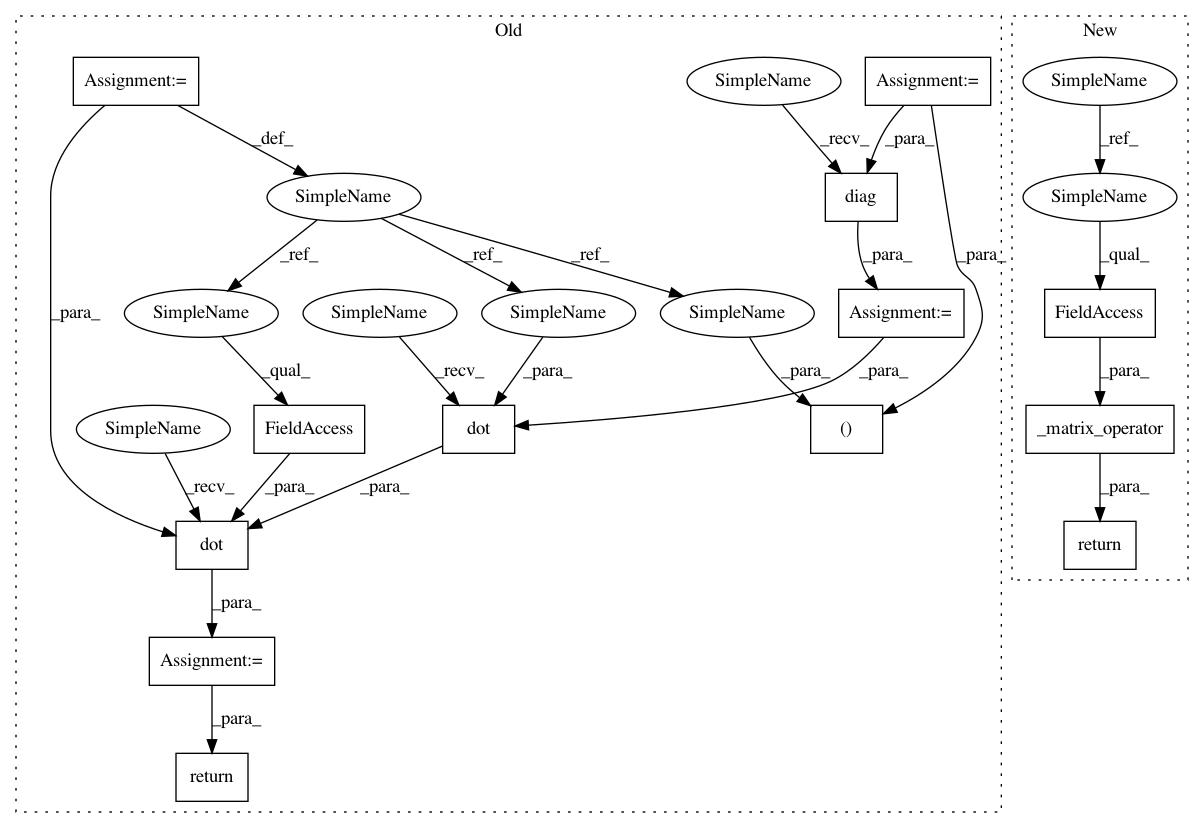 Old
New
Assignment:=
SimpleName
Assignment:=
SimpleName
_def_
_recv_
_para_
_ref_
SimpleName
diag
SimpleName
_ref_
_ref_
_ref_
_para_
_para_
_qual_
_para_
SimpleName
SimpleName
SimpleName
SimpleName
Assignment:=
FieldAccess
_qual_
_recv_
_para_
_para_
_para_
_para_
SimpleName
FieldAccess
dot
()
_matrix_operator
_recv_
_para_
_para_
_para_
dot
return
_para_
Assignment:=
_para_
return